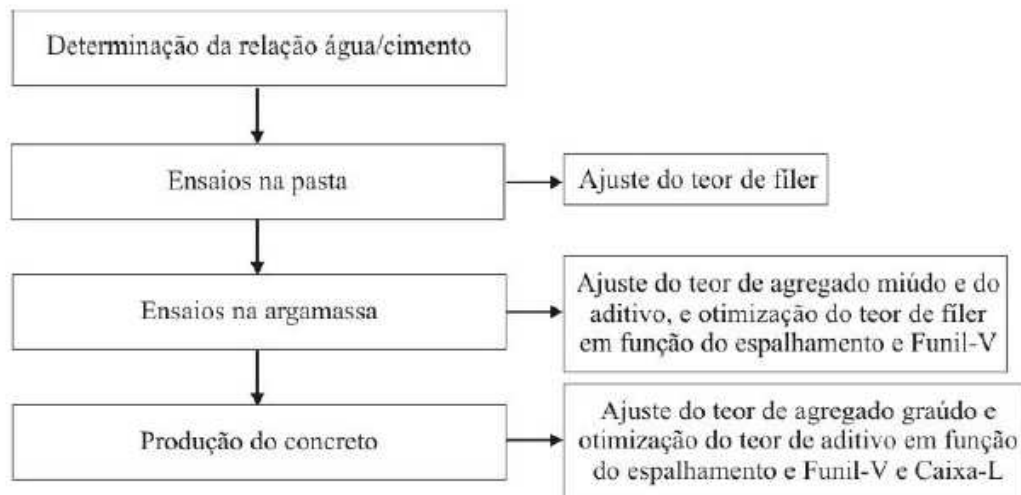 Determinação da relação água/cimento
Ensaios na pasta
Ajuste do teor de fíler
Ensaios na argamassa
Ajuste do teor de agregado miúdo e do
aditivo, e otimização do teor de fíler
em função do espalhamento e Funil-V
Produção do concreto
Ajuste do teor de agregado graúdo e
otimização do teor de aditivo em função
do espalhamento e Funil-V e Caixa-L